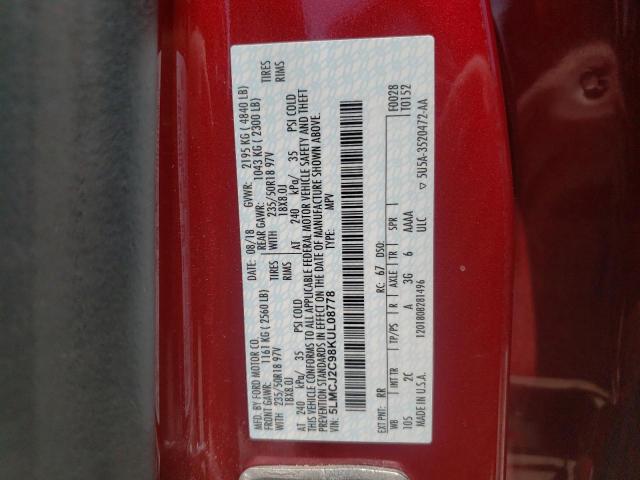 MFD. BY FORD MOTOR CO.
DATE: 08/18
GVWR: 2195 KG ( 4840 LB)
FRONT GAWR: 1161 KG ( 2560 LB)
REAR GAWR: 1043 KG ( 2300 LB)
WITH 235/50R18 97V TIRES
WITH 235/50R18 97V TIRES
18X8.0J RIMS
18X8.0J RIMS
AT 240 kPa/ 35 PSI COLD
AT 240 kPa/ 35 PSI COLD
THIS VEHICLE CONFORMS TO ALL APPLICABLE FEDERAL MOTOR VEHICLE SAFETY AND THEFT
PREVENTION STANDARDS IN EFFECT ON THE DATE OF MANUFACTURE SHOWN ABOVE.
VIN: 5LMCJ2C98KUL08778
TYPE: MPV
EXT PNT: RR RC: 67 DSO: F0028
T0152
WB INT TR TP/PS R AXLE TR SPR
105 2C A 3G 6 AAAA
MADE IN U.S.A. 1201808281496 ULC
▽ 5U5A-3520472-AA